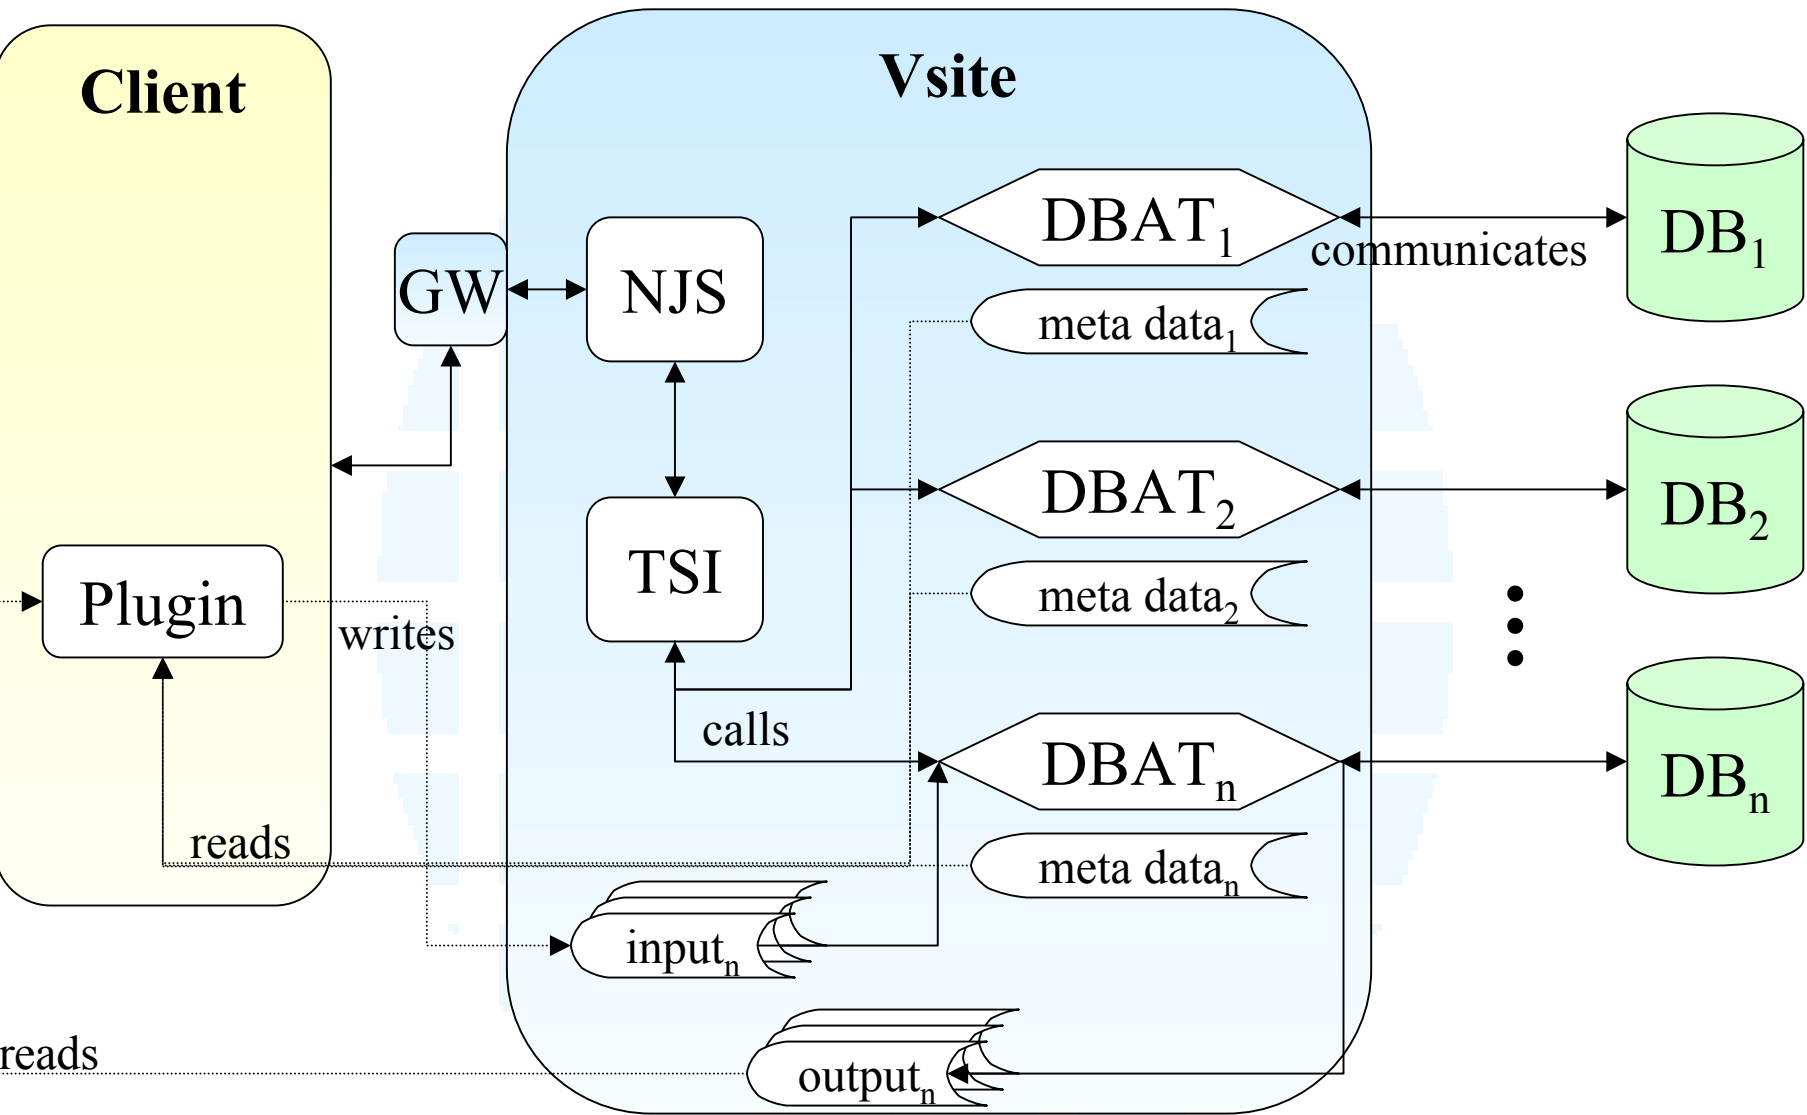 Client
Vsite
DBAT1
DB1
communicates
GW
NJS
meta data1
DBAT2
DB2
TSI
meta data2
Plugin
writes
calls
DBATn
DBn
reads
meta datan
inputn
reads
outputn